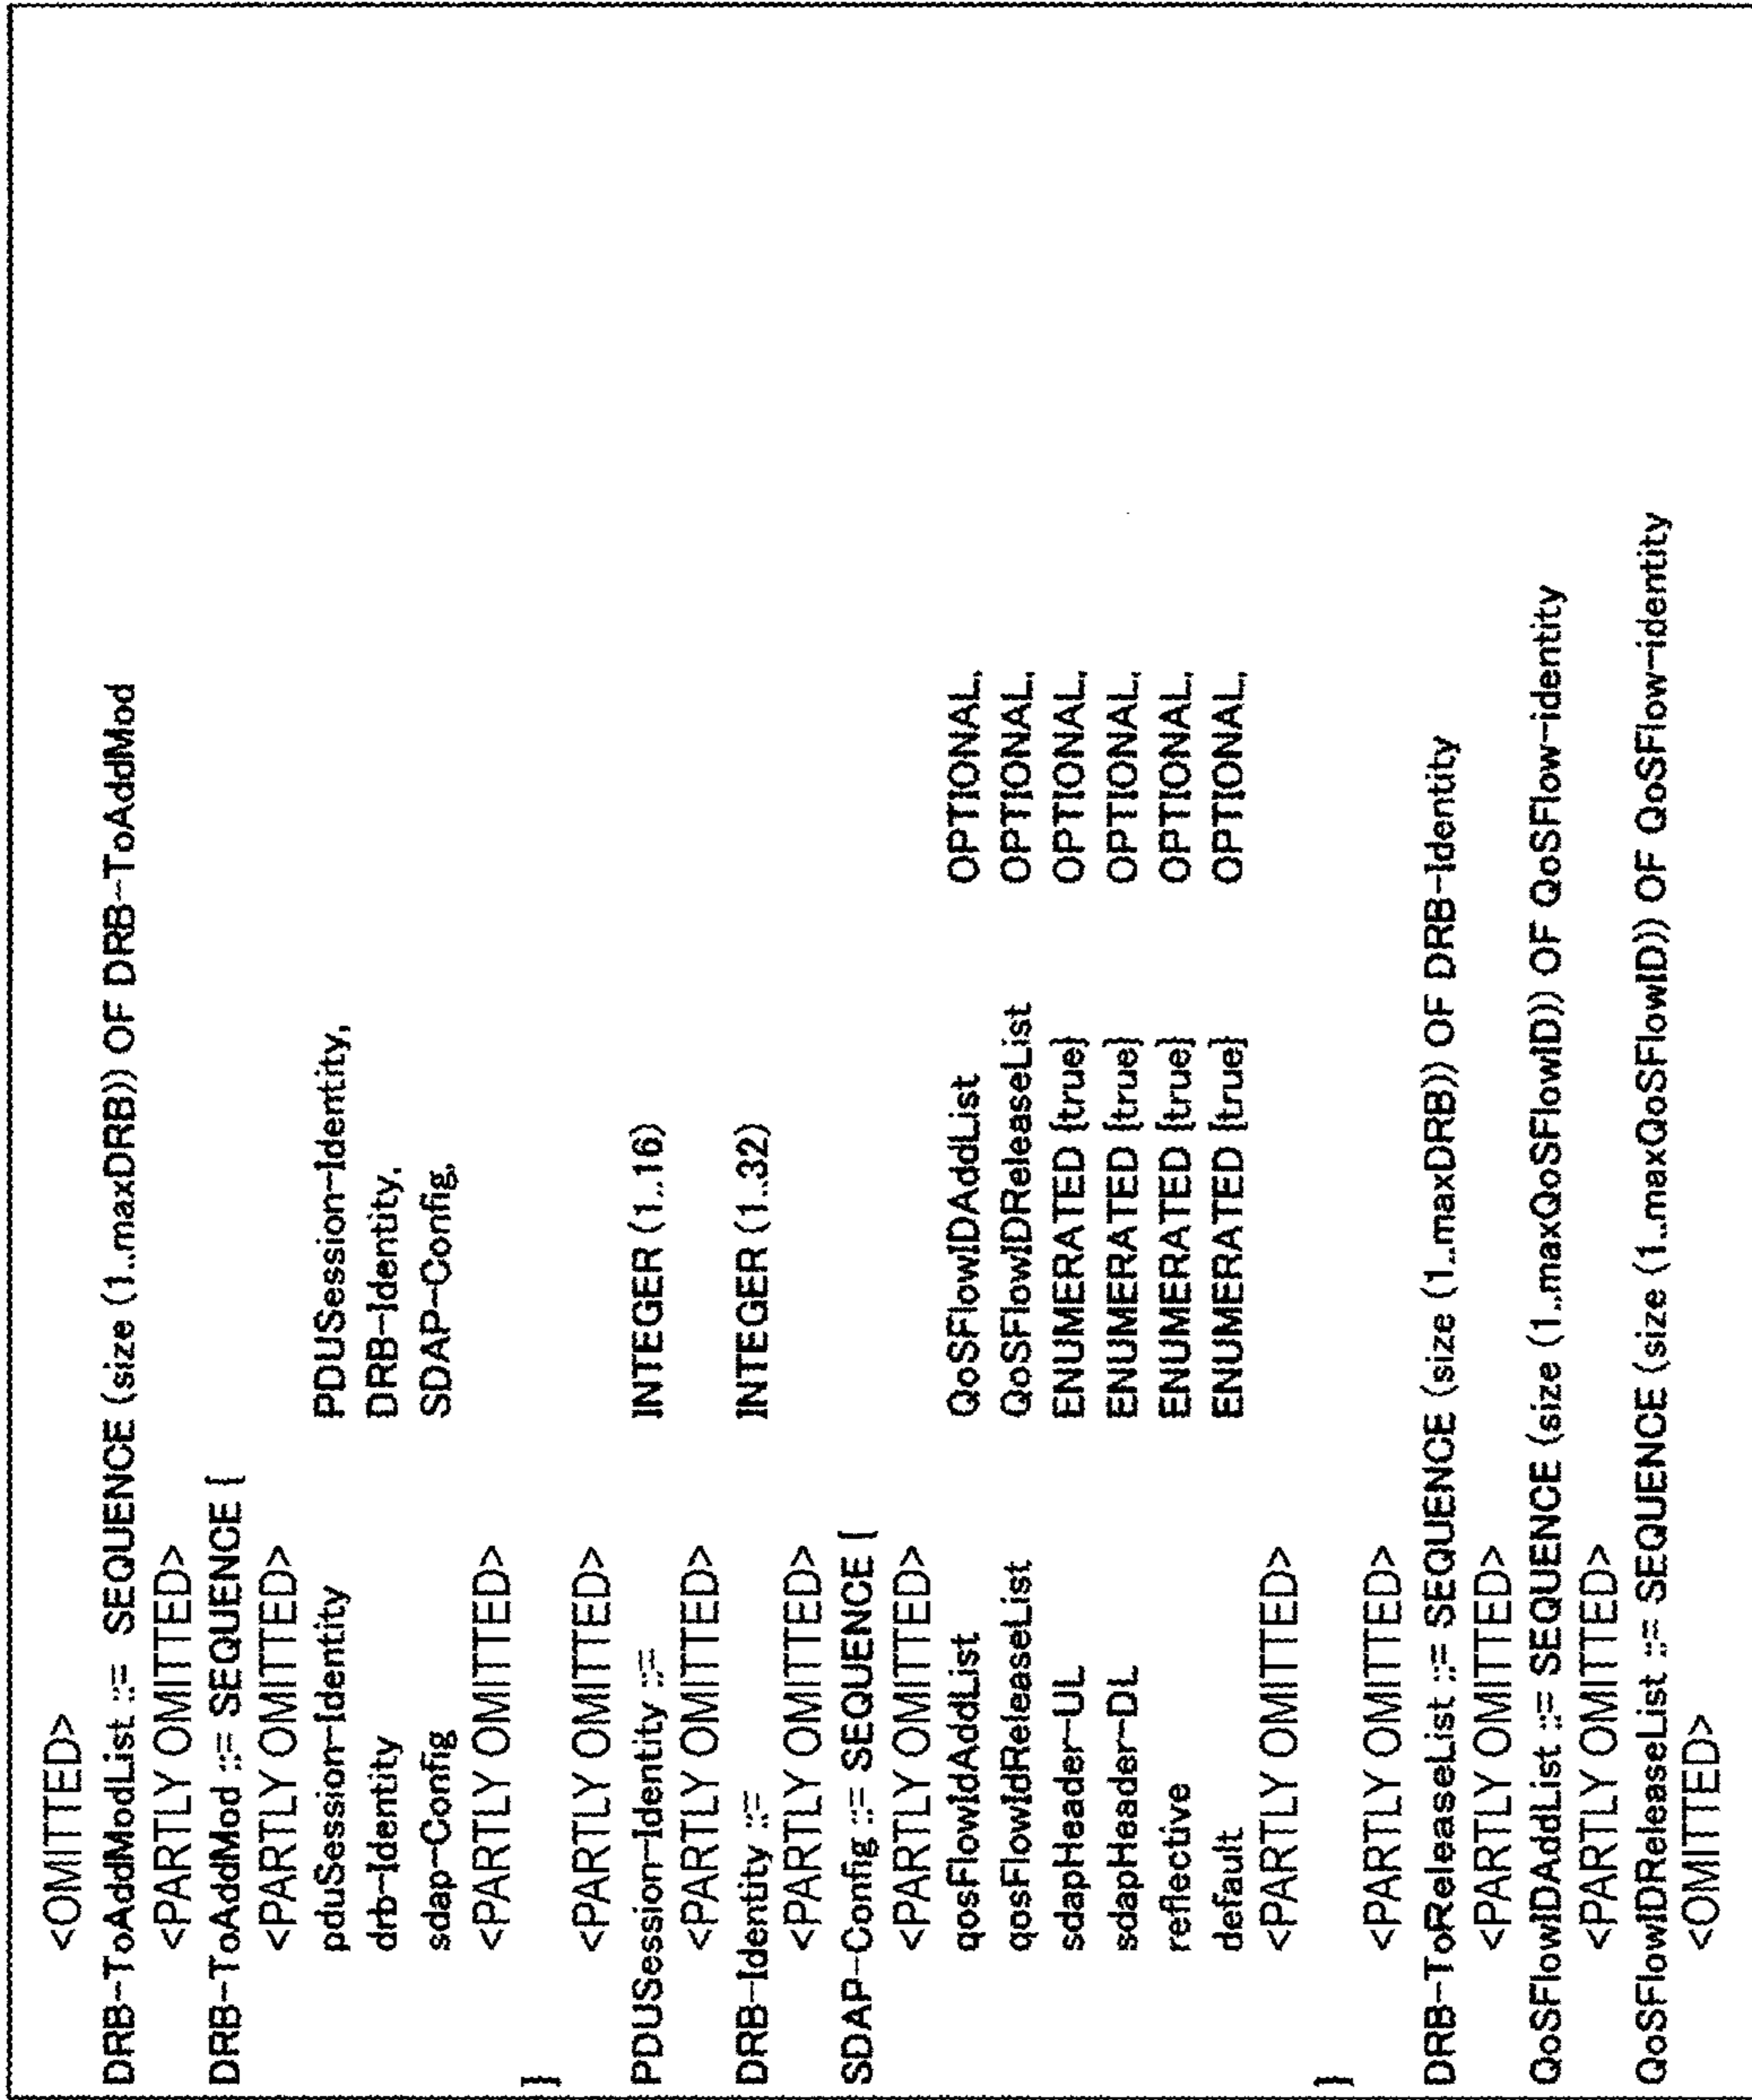 <OMITTED>
DRB-ToAddModList ::= SEQUENCE (size (1..maxDRB)) OF DRB-ToAddMod
<PARTLY OMITTED>
DRB-ToAddMod ::= SEQUENCE {
<PARTLY OMITTED>
pduSession-Identity PDUSession-Identity,
drb-Identity DRB-Identity,
sdap-Config SDAP-Config,
<PARTLY OMITTED>
}
<PARTLY OMITTED>
PDUSession-Identity ::= INTEGER (1..16)
<PARTLY OMITTED>
DRB-Identity ::= INTEGER (1..32)
<PARTLY OMITTED>
SDAP-Config ::= SEQUENCE {
<PARTLY OMITTED>
qosFlowIdAddList QoSFlowIDAddList OPTIONAL,
qosFlowIdReleaseList QoSFlowIDReleaseList OPTIONAL,
sdapHeader-UL ENUMERATED {true} OPTIONAL,
sdapHeader-DL ENUMERATED {true} OPTIONAL,
reflective ENUMERATED {true} OPTIONAL,
default ENUMERATED {true} OPTIONAL,
<PARTLY OMITTED>
}
<PARTLY OMITTED>
DRB-ToReleaseList ::= SEQUENCE (size (1..maxDRB)) OF DRB-Identity
<PARTLY OMITTED>
QoSFlowIDAddList ::= SEQUENCE (size (1..maxQoSFlowID)) OF QoSFlow-identity
<PARTLY OMITTED>
QoSFlowIDReleaseList ::= SEQUENCE (size (1..maxQoSFlowID)) OF QoSFlow-identity
<OMITTED>